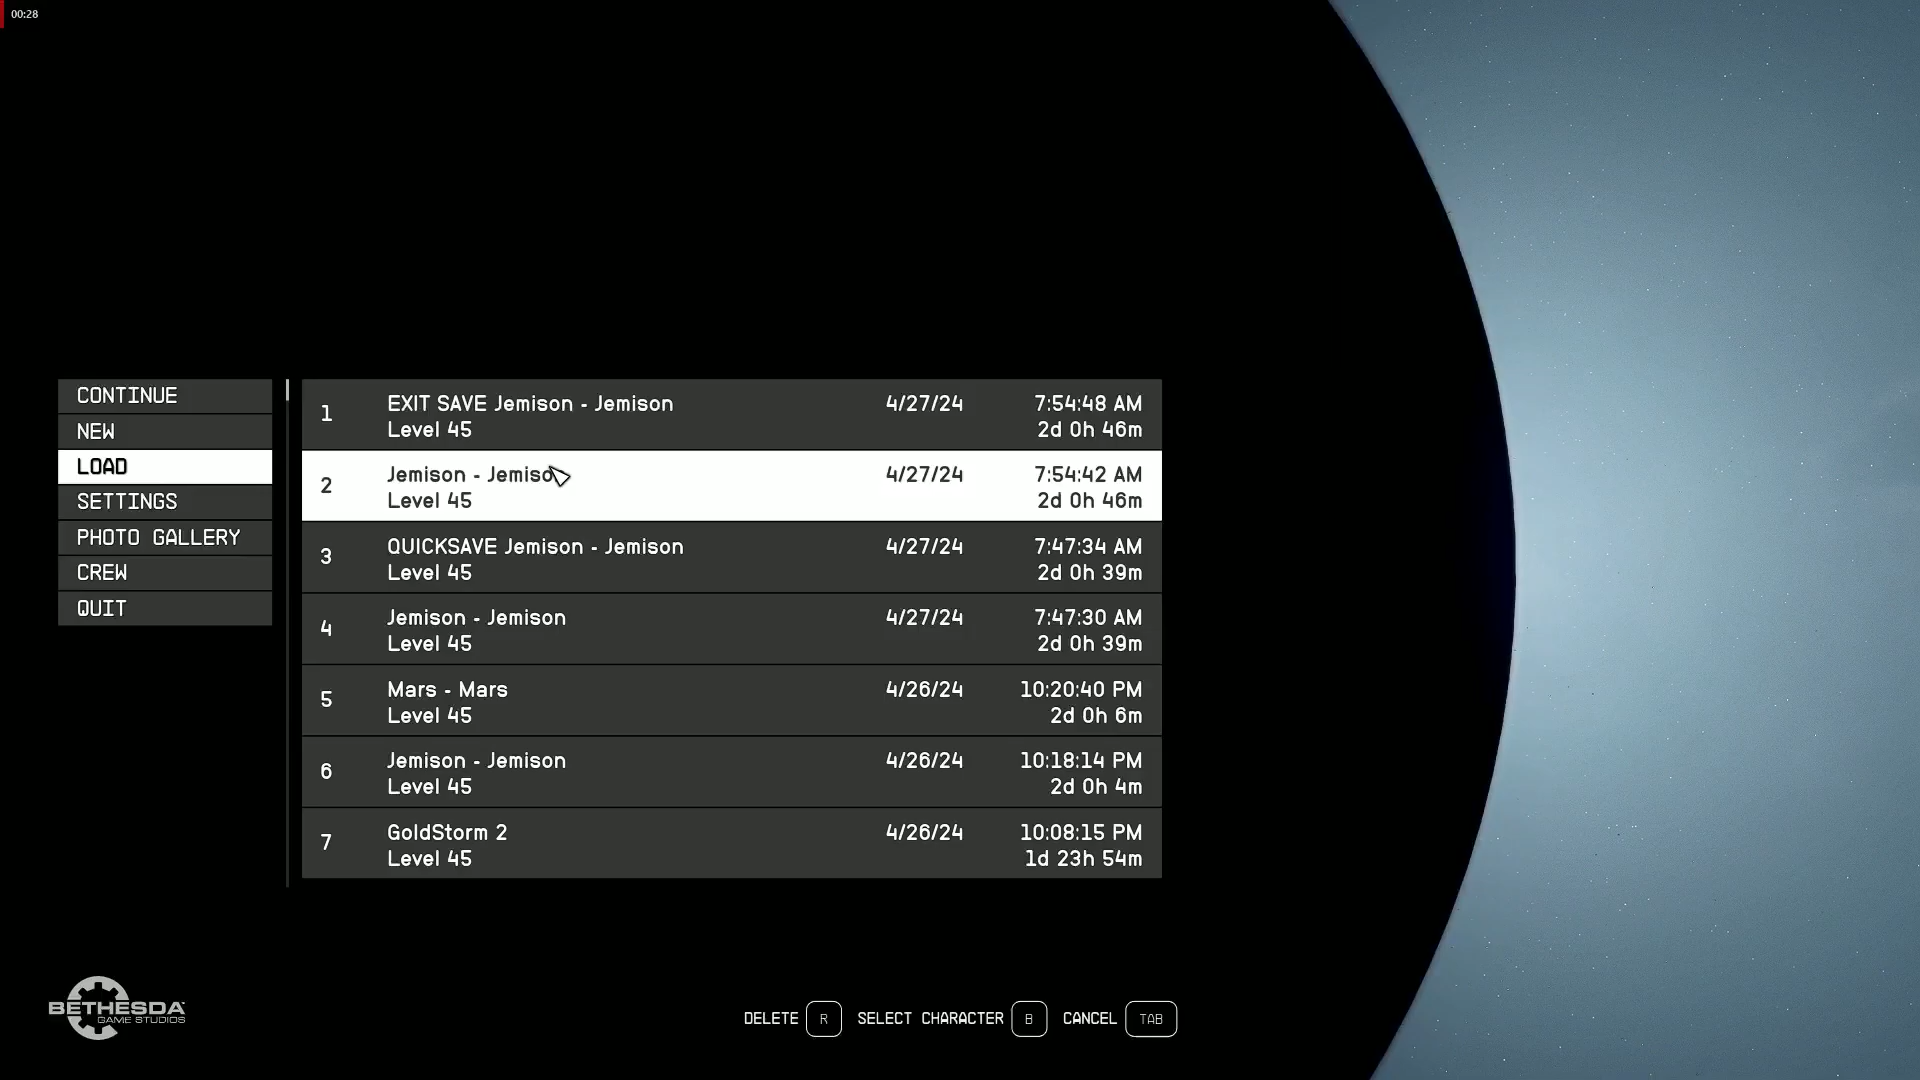 00:28
CONTINUE
NEW
LOAD
SETTINGS
PHOTO GALLERY
CREW
QUIT
1 EXIT SAVE Jemison - Jemison 4/27/24 7:54:48 AM
Level 45 2d 0h 46m
2 Jemison - Jemiso 4/27/24 7:54:42 AM
Level 45 2d 0h 46m
3 QUICKSAVE Jemison - Jemison 4/27/24 7:47:34 AM
Level 45 2d 0h 39m
4 Jemison - Jemison 4/27/24 7:47:30 AM
Level 45 2d 0h 39m
5 Mars - Mars 4/26/24 10:20:40 PM
Level 45 2d 0h 6m
6 Jemison - Jemison 4/26/24 10:18:14 PM
Level 45 2d 0h 4m
7 GoldStorm 2 4/26/24 10:08:15 PM
Level 45 1d 23h 54m
BETHESDA
GAME STUDIOS
DELETE R SELECT CHARACTER B CANCEL TAB